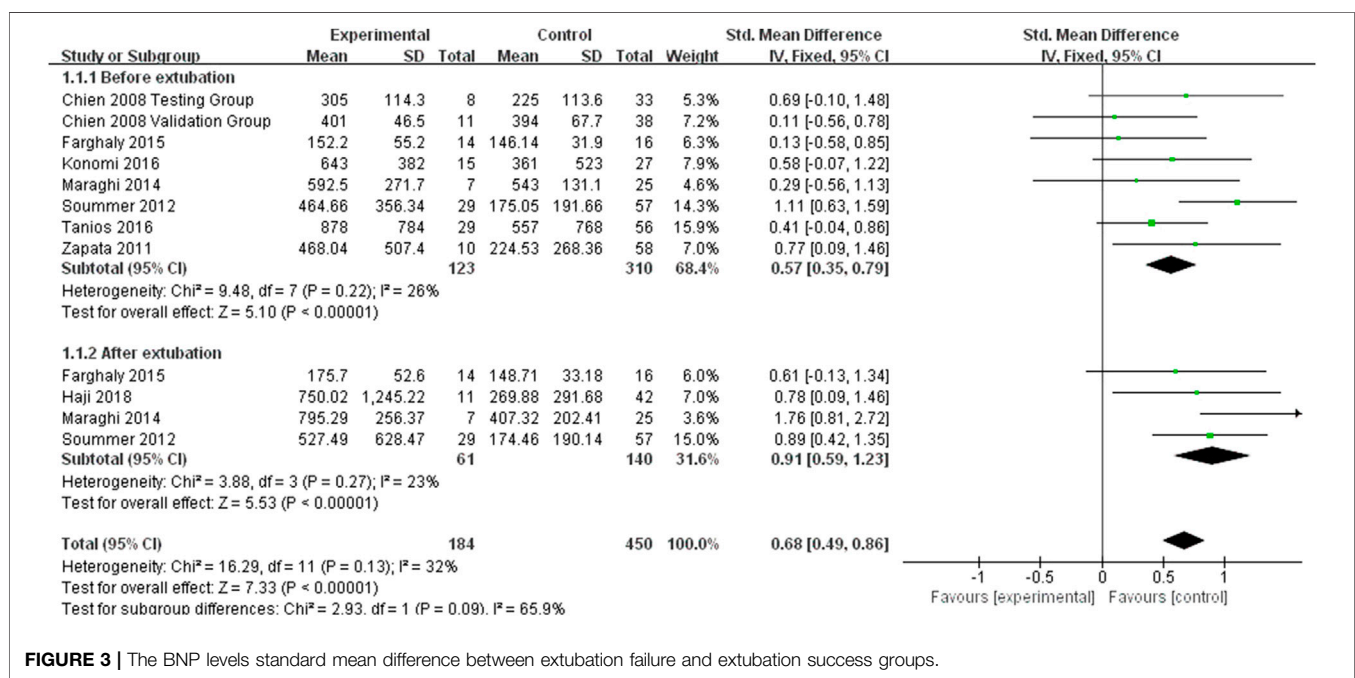 Experimental Control Std. Mean Difference Std. Mean Difference
Study or Subgroup Mean SD Total Mean SD Total Weight IV, Fixed, 95% CI IV, Fixed, 95% CI
1.1.1 Before extubation
Chien 2008 Testing Group 305 114.3 8 225 113.6 33 5.3% 0.69 [-0.10, 1.48]
Chien 2008 Validation Group 401 46.5 11 394 67.7 38 7.2% 0.11 [-0.56, 0.78]
Farghaly 2015 152.2 55.2 14 146.14 31.9 16 6.3% 0.13 [-0.58, 0.85]
Konomi 2016 643 382 15 361 523 27 7.9% 0.58 [-0.07, 1.22]
Maraghi 2014 592.5 271.7 7 543 131.1 25 4.6% 0.29 [-0.56, 1.13]
Soummer 2012 464.66 356.34 29 175.05 191.66 57 14.3% 1.11 [0.63, 1.59]
Tanios 2016 878 784 29 557 768 56 15.9% 0.41 [-0.04, 0.86]
Zapata 2011 468.04 507.4 10 224.53 268.36 58 7.0% 0.77 [0.09, 1.46]
Subtotal (95% CI) 123 310 68.4% 0.57 [0.35, 0.79]
Heterogeneity: Chi² = 9.48, df = 7 (P = 0.22); I² = 26%
Test for overall effect: Z = 5.10 (P < 0.00001)
1.1.2 After extubation
Farghaly 2015 175.7 52.6 14 148.71 33.18 16 6.0% 0.61 [-0.13, 1.34]
Haji 2018 750.02 1,245.22 11 269.88 291.68 42 7.0% 0.78 [0.09, 1.46]
Maraghi 2014 795.29 256.37 7 407.32 202.41 25 3.6% 1.76 [0.81, 2.72]
Soummer 2012 527.49 628.47 29 174.46 190.14 57 15.0% 0.89 [0.42, 1.35]
Subtotal (95% CI) 61 140 31.6% 0.91 [0.59, 1.23]
Heterogeneity: Chi² = 3.88, df = 3 (P = 0.27); I² = 23%
Test for overall effect: Z = 5.53 (P < 0.00001)
Total (95% CI) 184 450 100.0% 0.68 [0.49, 0.86]
Heterogeneity: Chi² = 16.29, df = 11 (P = 0.13); I² = 32%
Test for overall effect: Z = 7.33 (P < 0.00001)
Test for subgroup differences: Chi² = 2.93, df = 1 (P = 0.09), I² = 65.9%
-1 -0.5 0 0.5 1
Favours [experimental] Favours [control]
FIGURE 3 | The BNP levels standard mean difference between extubation failure and extubation success groups.